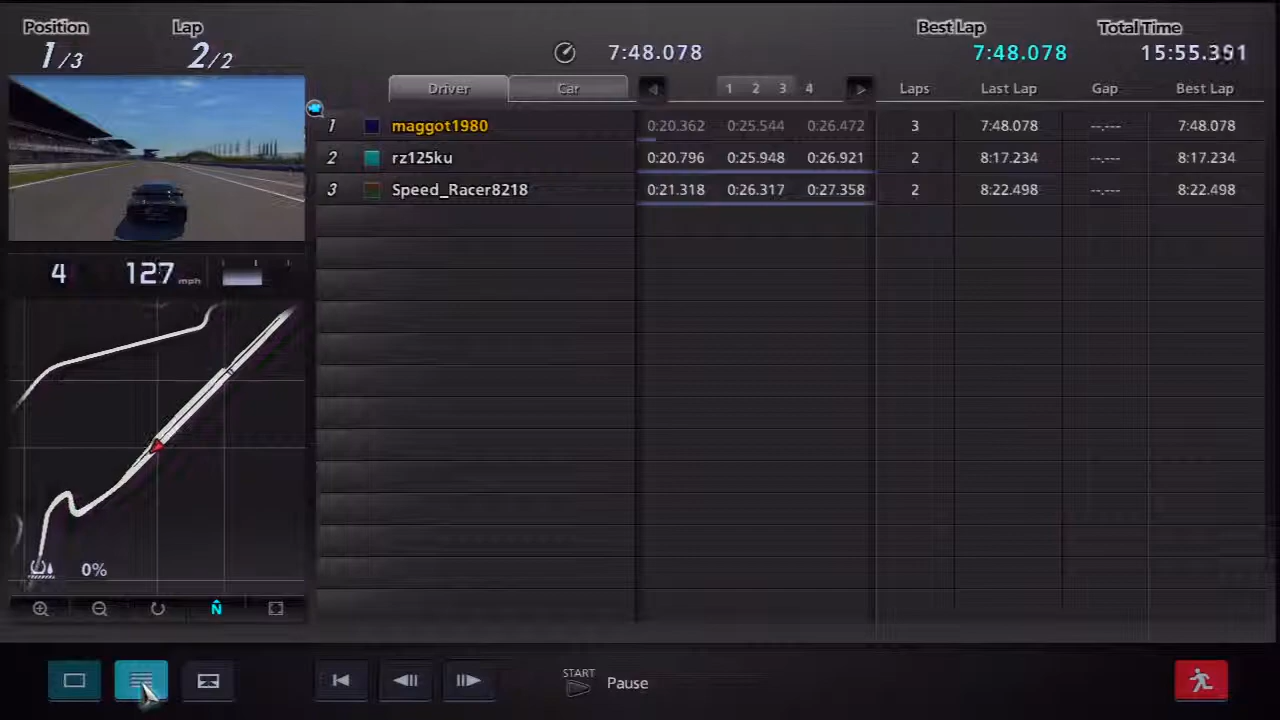 Position Lap Best Lap Total Time
1/3 2/2 7:48.078 7:48.078 15:55.391
Driver Car 1 2 3 4 Laps Last Lap Gap Best Lap
1 maggot1980 0:20.362 0:25.544 0:26.472 3 7:48.078 --.--- 7:48.078
2 rz125ku 0:20.796 0:25.948 0:26.921 2 8:17.234 --.--- 8:17.234
3 Speed_Racer8218 0:21.318 0:26.317 0:27.358 2 8:22.498 --.--- 8:22.498
4 127 mph
0%
N
START
Pause